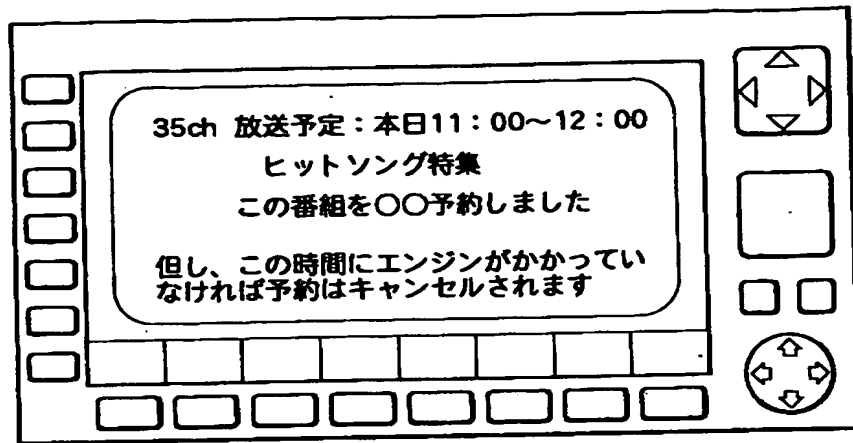 35ch 放送予定：本日11：00〜12：00
ヒットソング特集
この番組を〇〇予約しました
但し、この時間にエンジンがかかってい
なければ予約はキャンセルされます